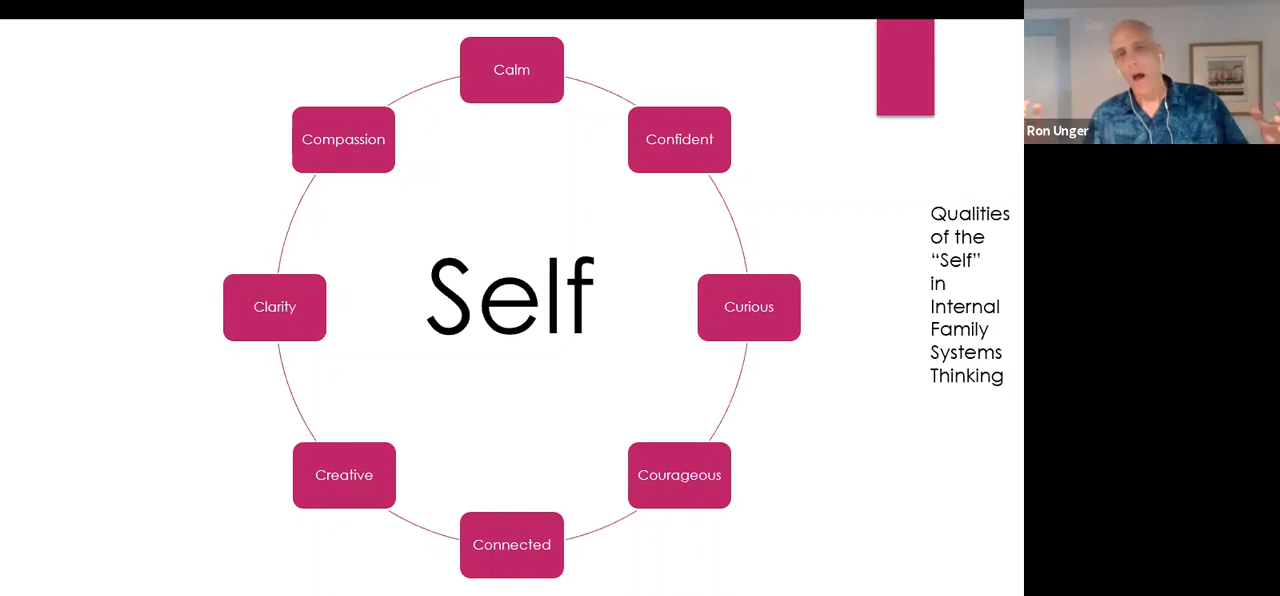 Calm
Confident
Curious
Courageous
Connected
Creative
Clarity
Compassion
Self
Qualities
of the
“Self”
in
Internal
Family
Systems
Thinking
Ron Unger